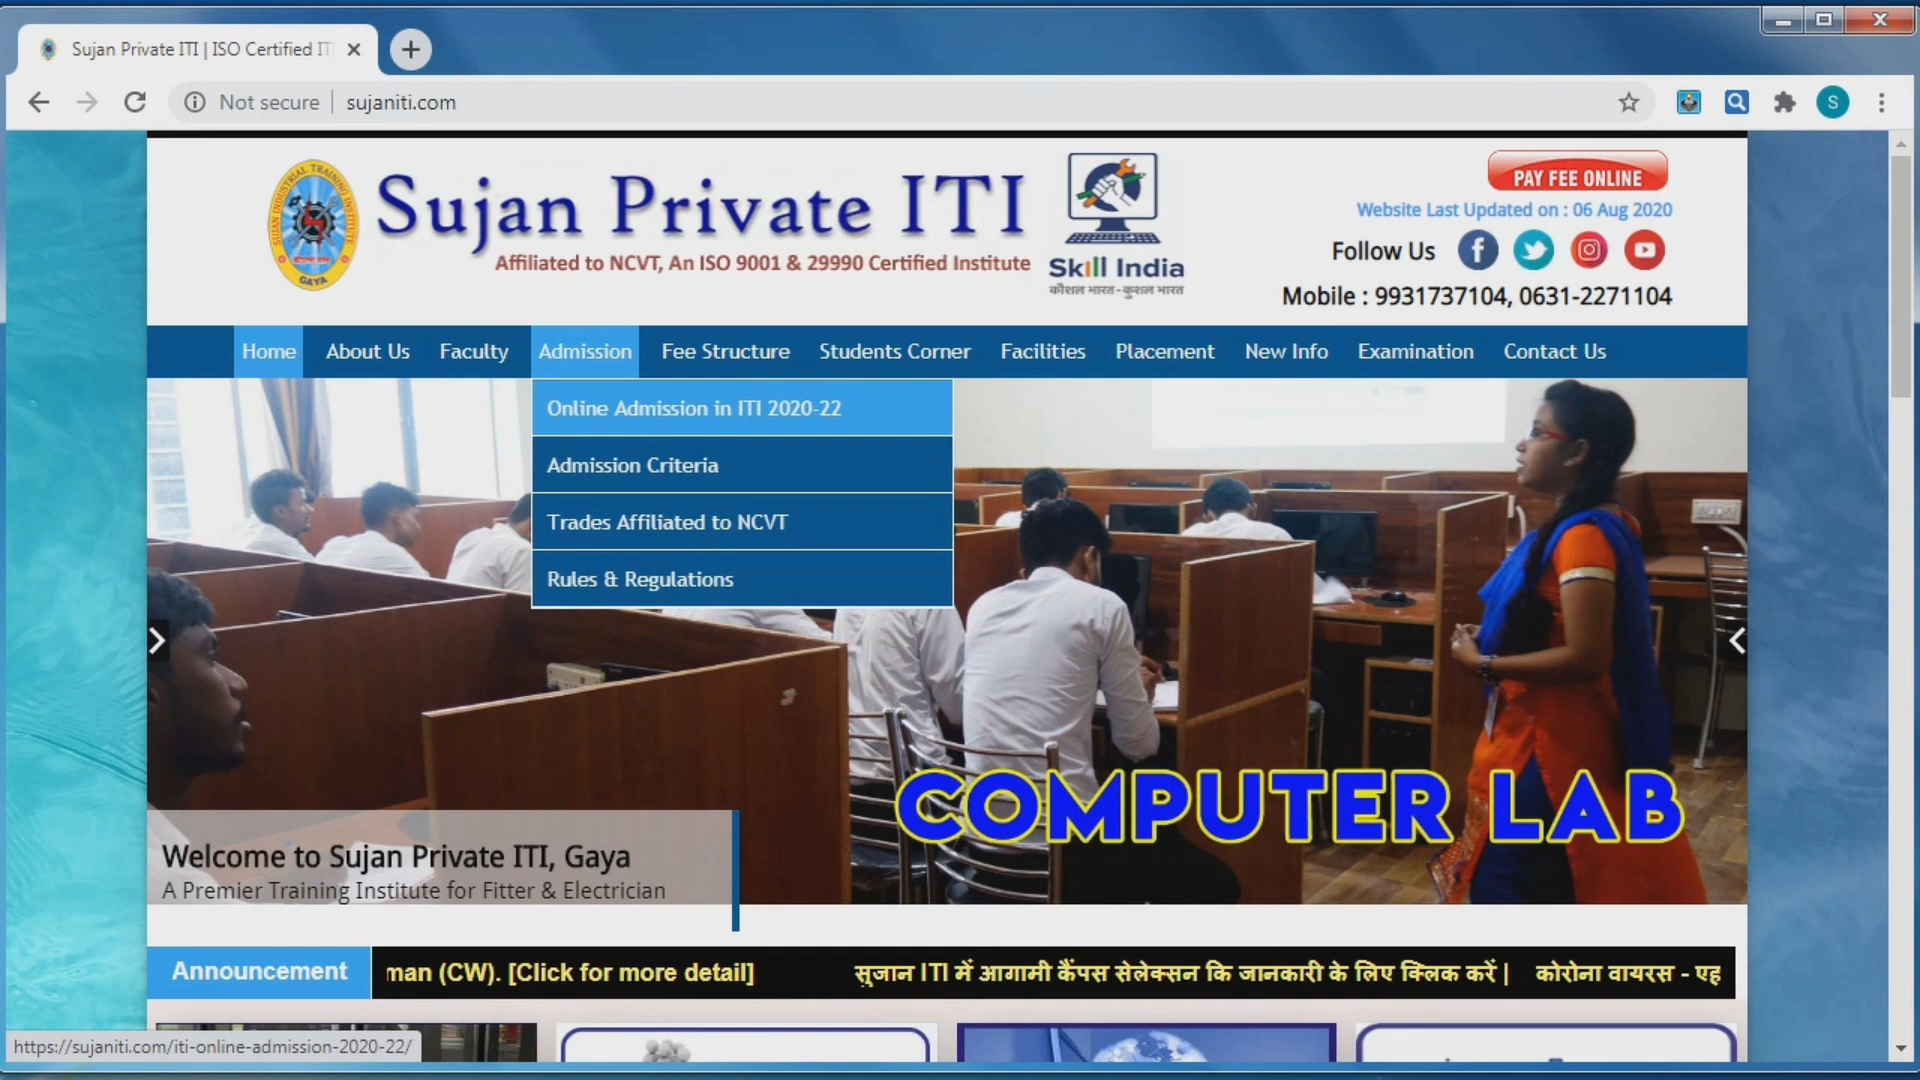 Sujan Private ITI | ISO Certified IT
Not secure
sujaniti.com
S
SUJAN INDUSTRIAL TRAINING INSTITUTE
GAYA
Sujan Private ITI
Affiliated to NCVT, An ISO 9001 & 29990 Certified Institute
Skill India
कौशल भारत-कुशल भारत
PAY FEE ONLINE
Website Last Updated on : 06 Aug 2020
Follow Us
Mobile : 9931737104, 0631-2271104
Home About Us Faculty Admission Fee Structure Students Corner Facilities Placement New Info Examination Contact Us
Online Admission in ITI 2020-22
Admission Criteria
Trades Affiliated to NCVT
Rules & Regulations
COMPUTER LAB
Welcome to Sujan Private ITI, Gaya
A Premier Training Institute for Fitter & Electrician
Announcement man (CW). [Click for more detail] सुजान ITI में आगामी कैंपस सेलेक्सन कि जानकारी के लिए क्लिक करें | कोरोना वायरस - एह
https://sujaniti.com/iti-online-admission-2020-22/